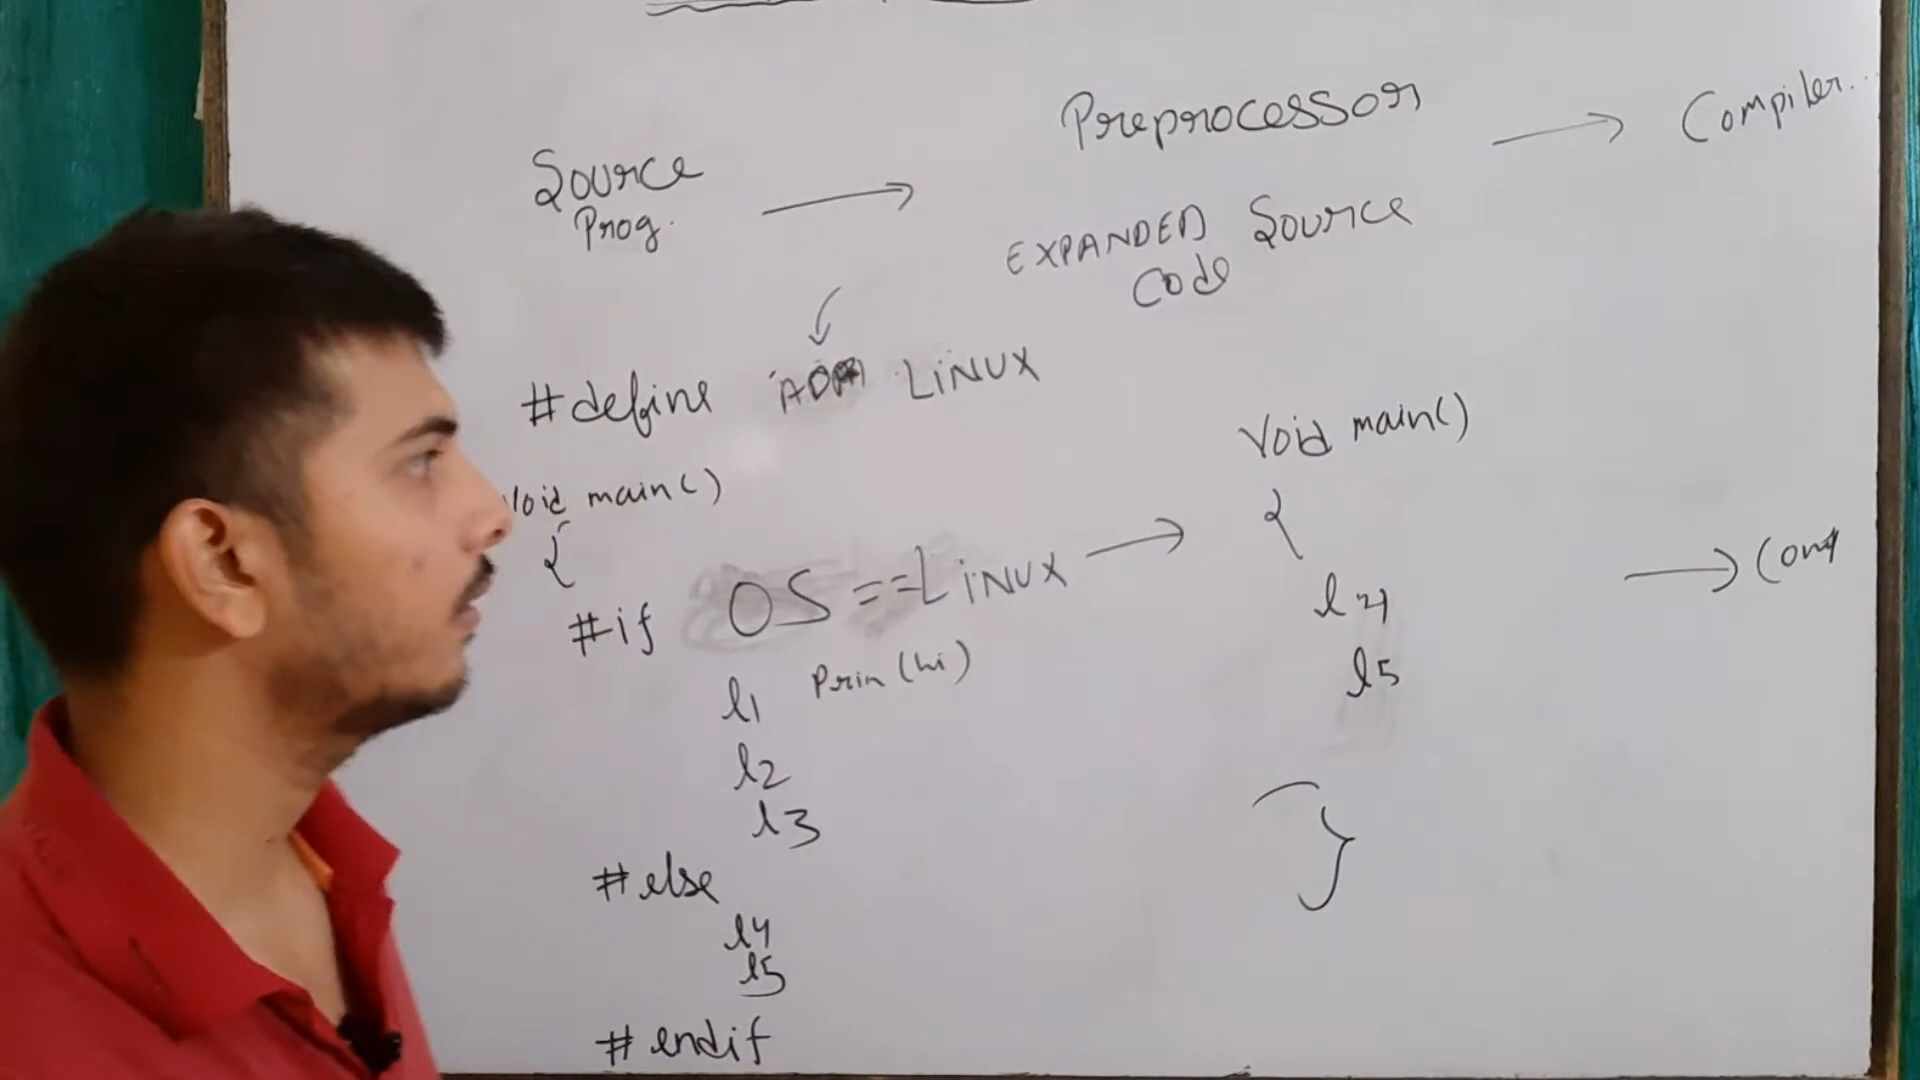 Source
Prog.
Preprocessor
Compiler...
EXPANDED Source
Code
#define LINUX
Void main()
{
#if OS==LINUX
l1 Prin(hi)
l2
l3
#else
l4
l5
#endif
Void main()
{
l4
l5
}
Com